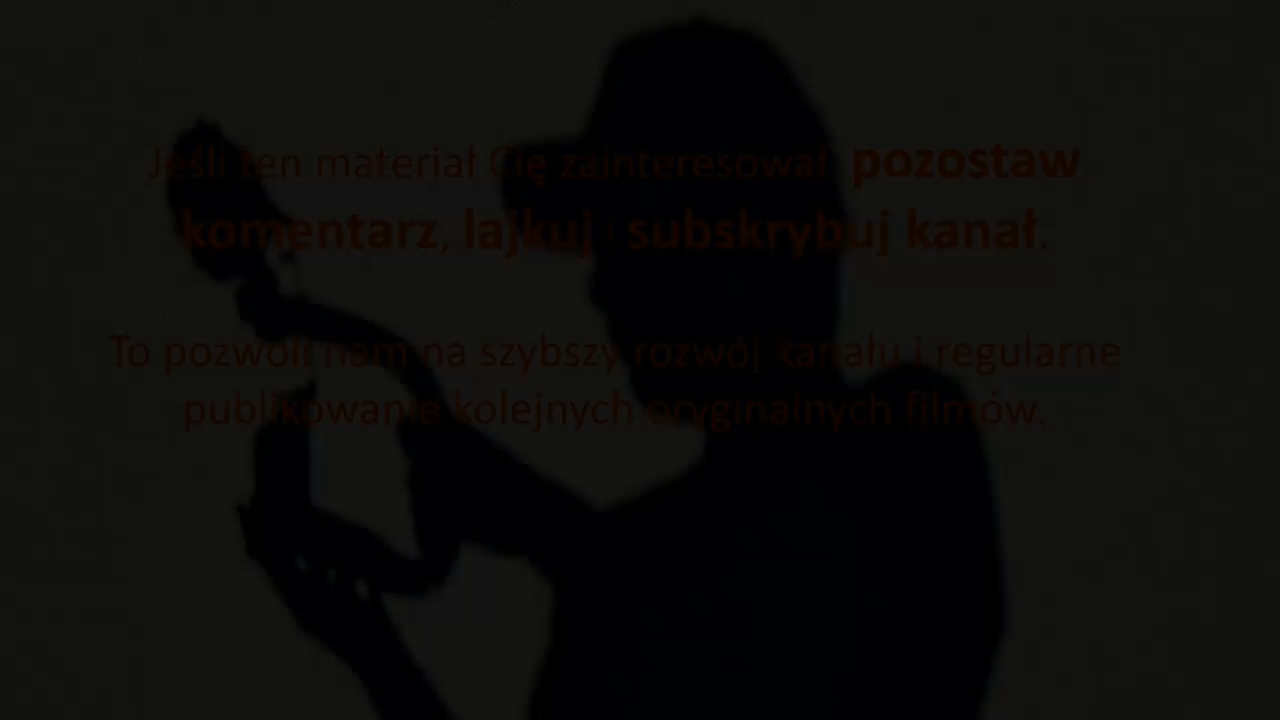 Jeśli ten materiał Cię zainteresował, pozostaw
komentarz, lajkuj i subskrybuj kanał.
To pozwoli nam na szybszy rozwój kanału i regularne
publikowanie kolejnych oryginalnych filmów.